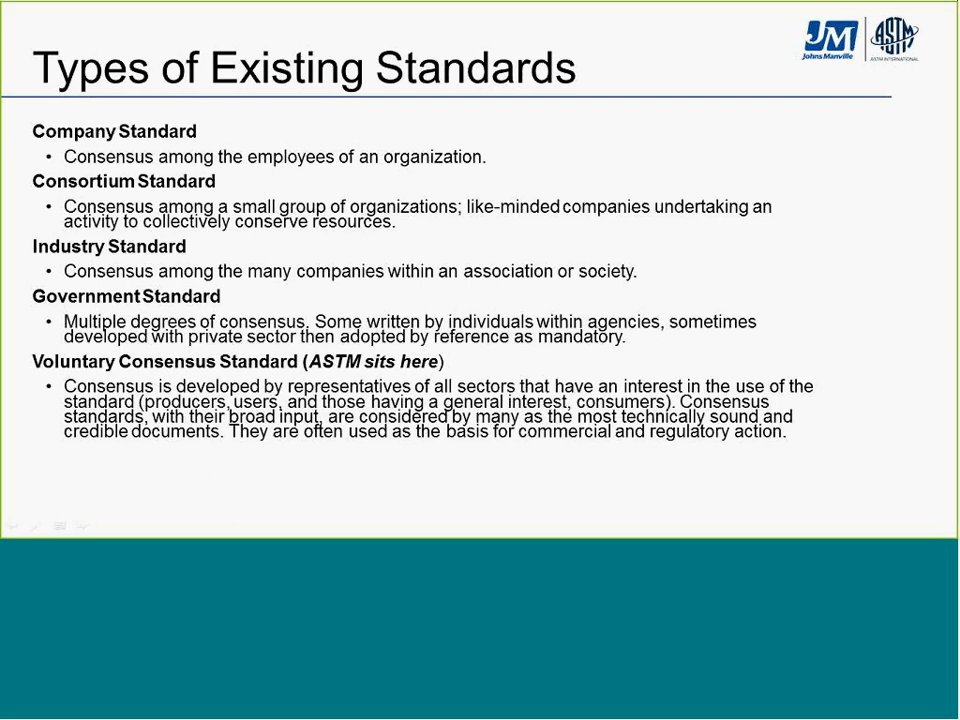 JM
Johns Manville
ASTM
ASTM INTERNATIONAL
Types of Existing Standards
Company Standard
• Consensus among the employees of an organization.
Consortium Standard
• Consensus among a small group of organizations; like-minded companies undertaking an
activity to collectively conserve resources.
Industry Standard
• Consensus among the many companies within an association or society.
Government Standard
• Multiple degrees of consensus. Some written by individuals within agencies, sometimes
developed with private sector then adopted by reference as mandatory.
Voluntary Consensus Standard (ASTM sits here)
• Consensus is developed by representatives of all sectors that have an interest in the use of the
standard (producers, users, and those having a general interest, consumers). Consensus
standards, with their broad input, are considered by many as the most technically sound and
credible documents. They are often used as the basis for commercial and regulatory action.